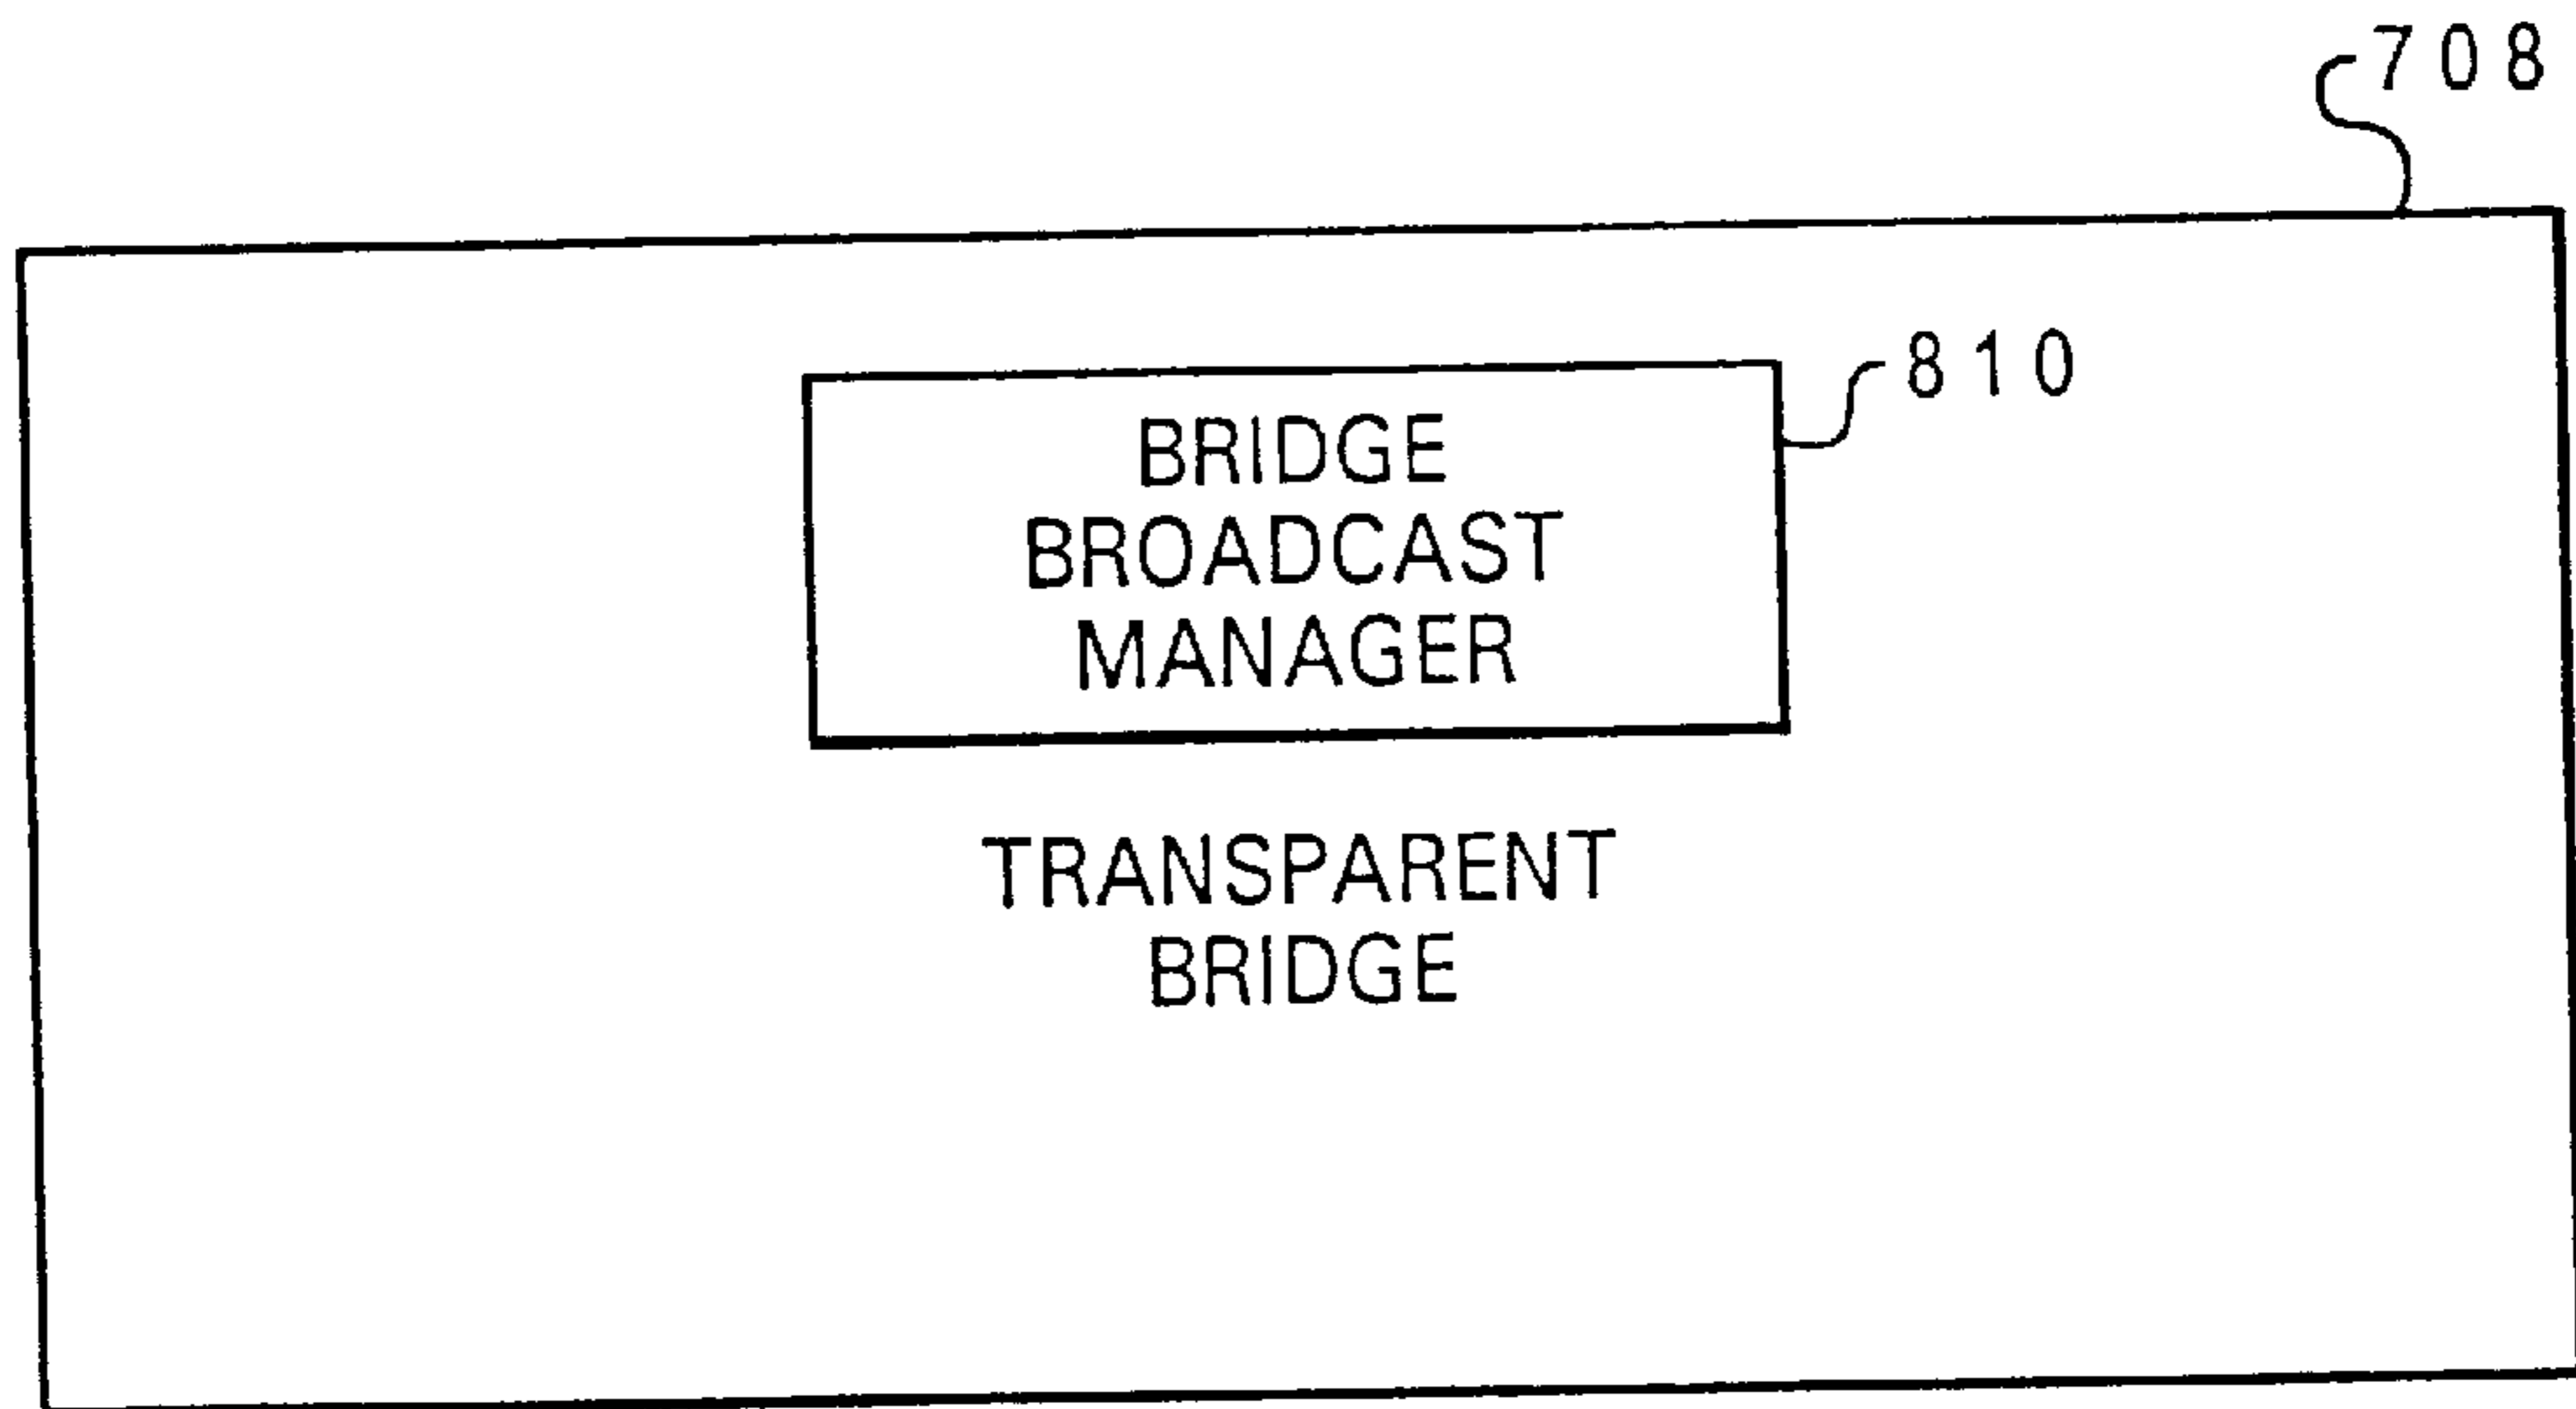 708
810
BRIDGE
BROADCAST
MANAGER
TRANSPARENT
BRIDGE